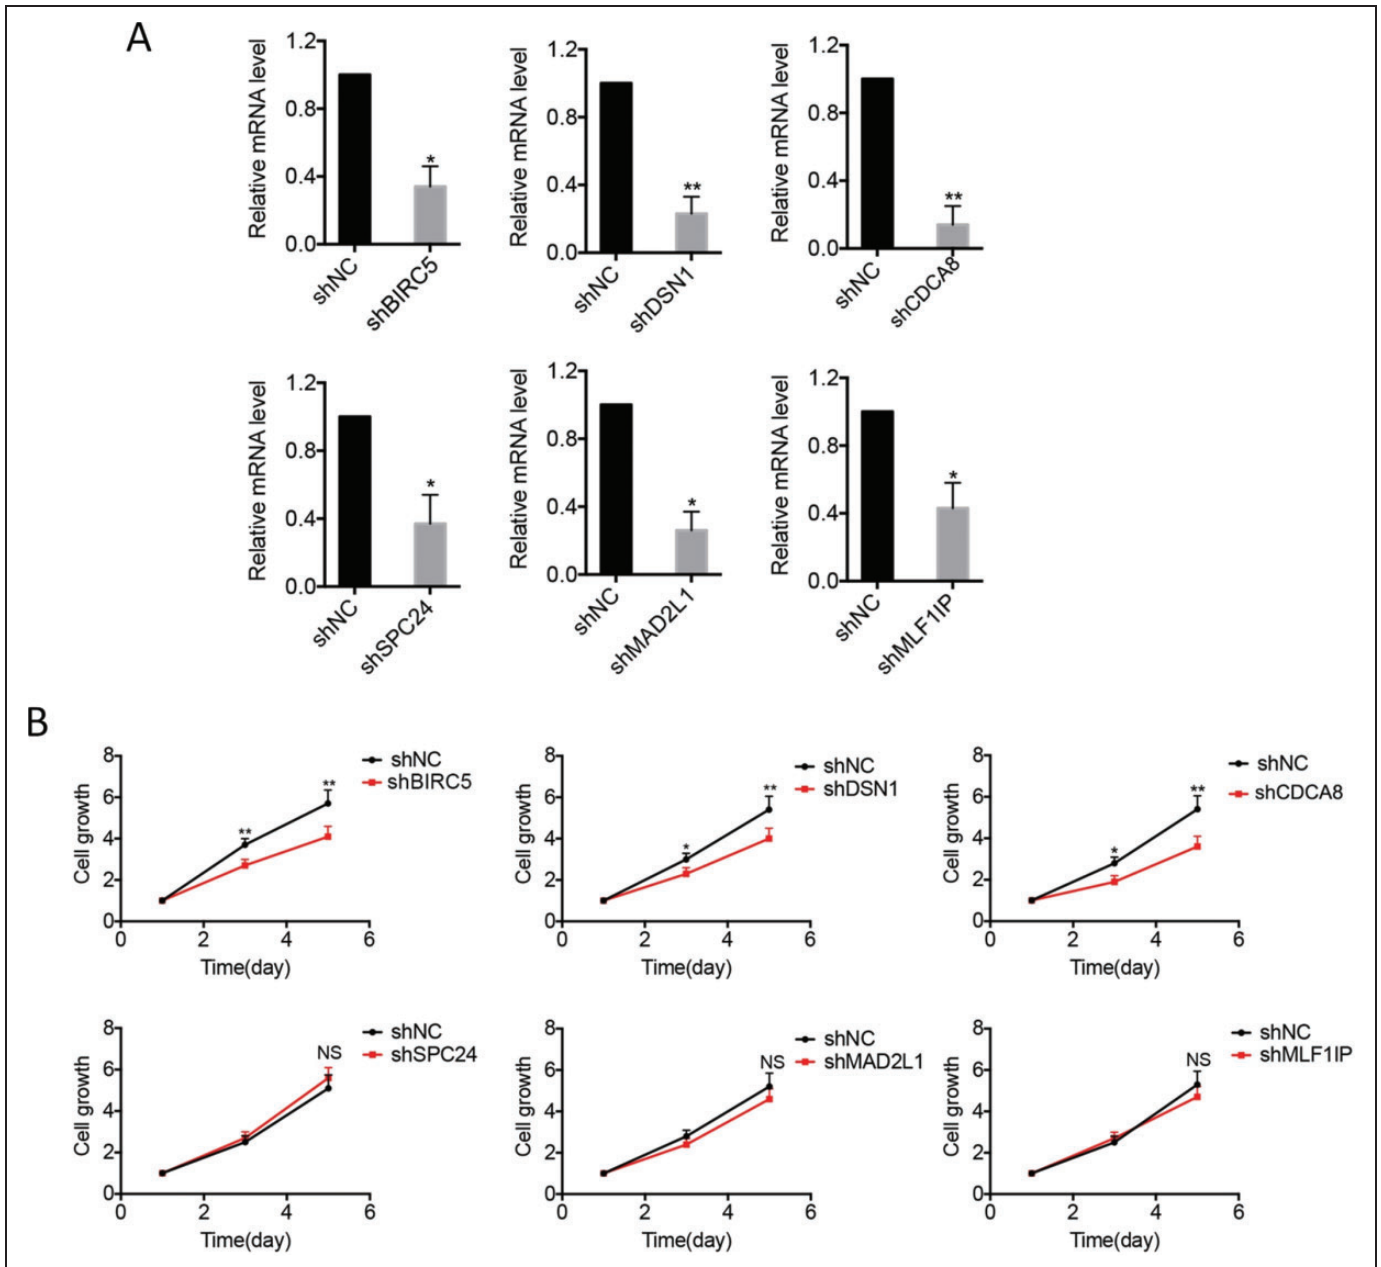 A
Relative mRNA level
1.2
0.8
0.4
0.0
*
shNC
shBIRC5
Relative mRNA level
1.2
0.8
0.4
0.0
**
shNC
shDSN1
Relative mRNA level
1.2
0.8
0.4
0.0
**
shNC
shCDCA8
Relative mRNA level
1.2
0.8
0.4
0.0
*
shNC
shSPC24
Relative mRNA level
1.2
0.8
0.4
0.0
*
shNC
shMAD2L1
Relative mRNA level
1.2
0.8
0.4
0.0
*
shNC
shMLF1IP
B
Cell growth
8
6
4
2
0
** **
shNC
shBIRC5
0 2 4 6
Time(day)
Cell growth
8
6
4
2
0
* **
shNC
shDSN1
0 2 4 6
Time(day)
Cell growth
8
6
4
2
0
* **
shNC
shCDCA8
0 2 4 6
Time(day)
Cell growth
8
6
4
2
0
NS
shNC
shSPC24
0 2 4 6
Time(day)
Cell growth
8
6
4
2
0
NS
shNC
shMAD2L1
0 2 4 6
Time(day)
Cell growth
8
6
4
2
0
NS
shNC
shMLF1IP
0 2 4 6
Time(day)